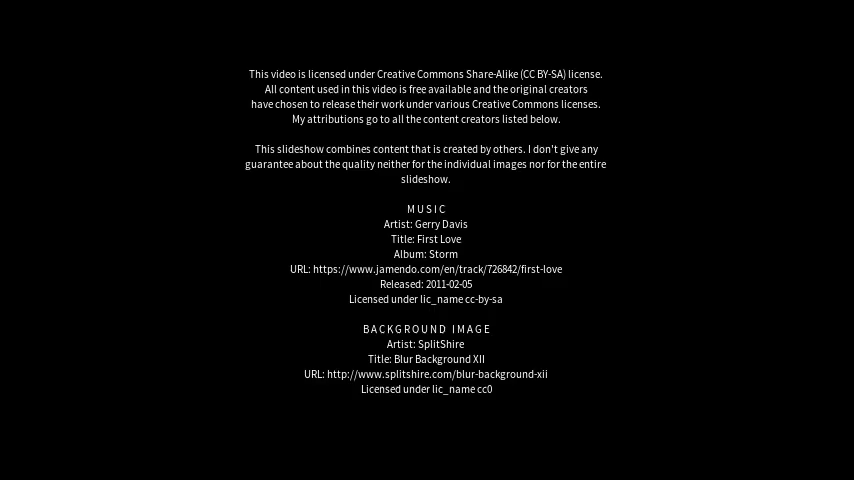 This video is licensed under Creative Commons Share-Alike (CC BY-SA) license.
All content used in this video is free available and the original creators
have chosen to release their work under various Creative Commons licenses.
My attributions go to all the content creators listed below.
This slideshow combines content that is created by others. I don't give any
guarantee about the quality neither for the individual images nor for the entire
slideshow.
MUSIC
Artist: Gerry Davis
Title: First Love
Album: Storm
URL: https://www.jamendo.com/en/track/726842/first-love
Released: 2011-02-05
Licensed under lic_name cc-by-sa
BACKGROUND IMAGE
Artist: SplitShire
Title: Blur Background XII
URL: http://www.splitshire.com/blur-background-xii
Licensed under lic_name cc0